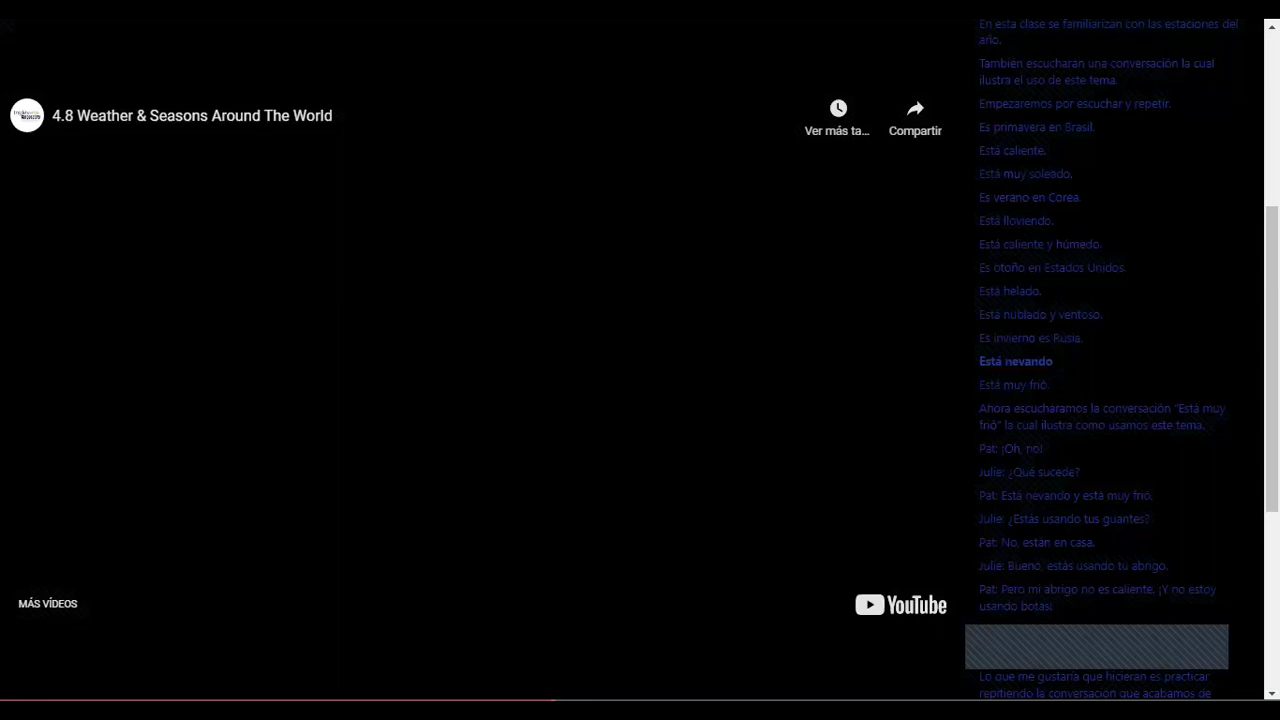 4.8 Weather & Seasons Around The World
Ver más ta...
Compartir
MÁS VÍDEOS
YouTube
En esta clase se familiarizan con las estaciones del
año.
También escucharán una conversación la cual
ilustra el uso de este tema.
Empezaremos por escuchar y repetir.
Es primavera en Brasil.
Está caliente.
Está muy soleado.
Es verano en Corea.
Está lloviendo.
Está caliente y húmedo.
Es otoño en Estados Unidos.
Está helado.
Está nublado y ventoso.
Es invierno es Rusia.
Está nevando
Está muy frió.
Ahora escucharamos la conversación "Está muy
frió" la cual ilustra como usamos este tema.
Pat: ¡Oh, no!
Julie: ¿Qué sucede?
Pat: Está nevando y está muy frió.
Julie: ¿Estás usando tus guantes?
Pat: No, están en casa.
Julie: Bueno, estás usando tu abrigo.
Pat: Pero mi abrigo no es caliente. ¡Y no estoy
usando botas!
Lo que me gustaría que hicieran es practicar
repitiendo la conversación que acabamos de